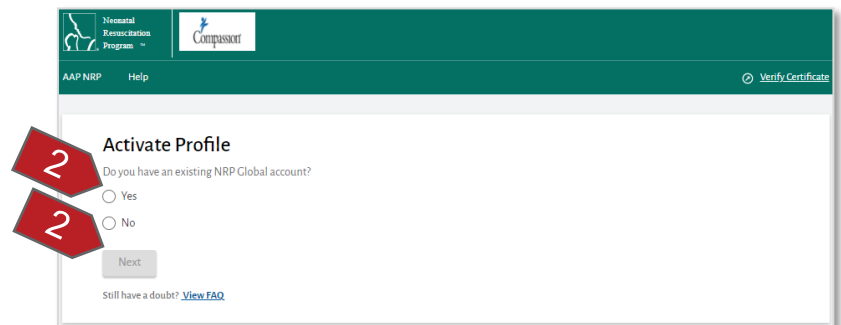 Neonatal
Resuscitation
Program ™
Compassion
AAP NRP Help Verify Certificate
Activate Profile
Do you have an existing NRP Global account?
2
Yes
2
No
Next
Still have a doubt? View FAQ